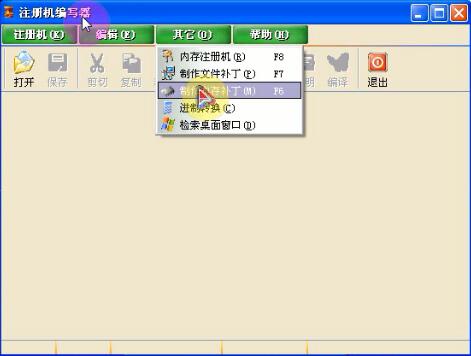 注册机编写器
注册机(K) 编辑(E) 其它(O) 帮助(H)
打开 保存 剪切 复制 明 编译 退出
内存注册机(R) F8
制作文件补丁(P) F7
制作内存补丁(M) F6
进制转换(C)
检索桌面窗口(D)